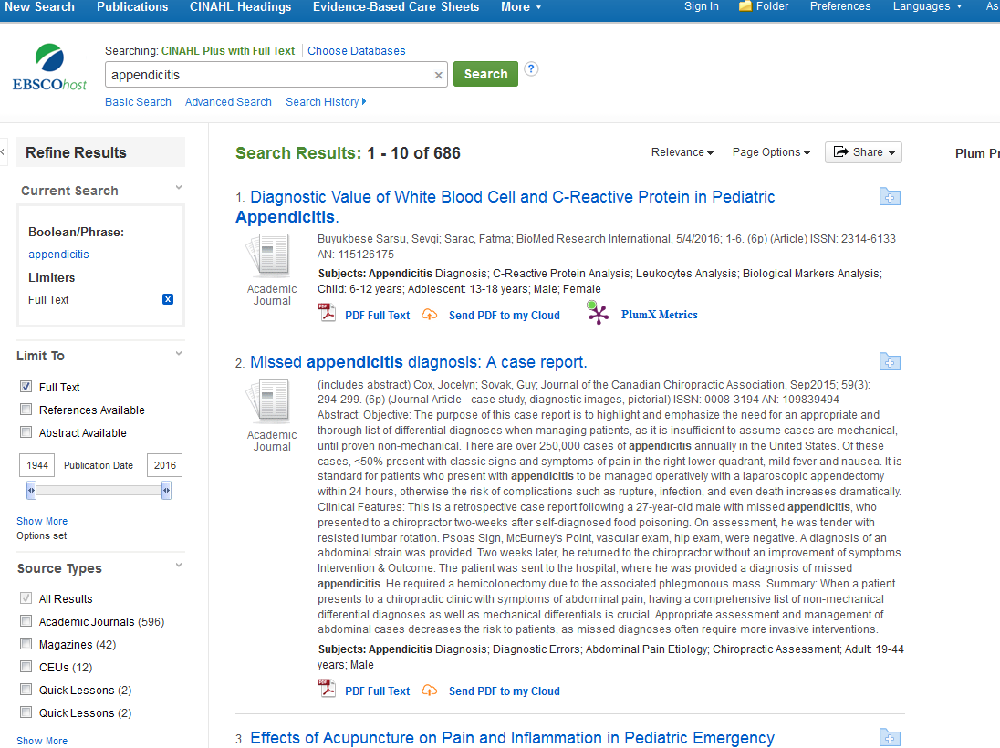 New Search Publications CINAHL Headings Evidence-Based Care Sheets More Sign In Folder Preferences Languages As
Searching: CINAHL Plus with Full Text Choose Databases
EBSCOhost
appendicitis × Search ?
Basic Search Advanced Search Search History
Refine Results
Current Search
Boolean/Phrase:
appendicitis
Limiters
Full Text x
Limit To
Full Text
References Available
Abstract Available
1944 Publication Date 2016
Show More
Options set
Source Types
All Results
Academic Journals (596)
Magazines (42)
CEUs (12)
Quick Lessons (2)
Quick Lessons (2)
Show More
Search Results: 1 - 10 of 686
Relevance Page Options Share
Plum Pr
1. Diagnostic Value of White Blood Cell and C-Reactive Protein in Pediatric
Appendicitis.
Academic
Journal
Buyukbese Sarsu, Sevgi; Sarac, Fatma; BioMed Research International, 5/4/2016; 1-6. (6p) (Article) ISSN: 2314-6133
AN: 115126175
Subjects: Appendicitis Diagnosis; C-Reactive Protein Analysis; Leukocytes Analysis; Biological Markers Analysis;
Child: 6-12 years; Adolescent: 13-18 years; Male; Female
PDF PDF Full Text Send PDF to my Cloud PlumX Metrics
2. Missed appendicitis diagnosis: A case report.
Academic
Journal
(includes abstract) Cox, Jocelyn; Sovak, Guy; Journal of the Canadian Chiropractic Association, Sep2015; 59(3):
294-299. (6p) (Journal Article - case study, diagnostic images, pictorial) ISSN: 0008-3194 AN: 109839494
Abstract: Objective: The purpose of this case report is to highlight and emphasize the need for an appropriate and
thorough list of differential diagnoses when managing patients, as it is insufficient to assume cases are mechanical,
until proven non-mechanical. There are over 250,000 cases of appendicitis annually in the United States. Of these
cases, <50% present with classic signs and symptoms of pain in the right lower quadrant, mild fever and nausea. It is
standard for patients who present with appendicitis to be managed operatively with a laparoscopic appendectomy
within 24 hours, otherwise the risk of complications such as rupture, infection, and even death increases dramatically.
Clinical Features: This is a retrospective case report following a 27-year-old male with missed appendicitis, who
presented to a chiropractor two-weeks after self-diagnosed food poisoning. On assessment, he was tender with
resisted lumbar rotation. Psoas Sign, McBurney's Point, vascular exam, hip exam, were negative. A diagnosis of an
abdominal strain was provided. Two weeks later, he returned to the chiropractor without an improvement of symptoms.
Intervention & Outcome: The patient was sent to the hospital, where he was provided a diagnosis of missed
appendicitis. He required a hemicolonectomy due to the associated phlegmonous mass. Summary: When a patient
presents to a chiropractic clinic with symptoms of abdominal pain, having a comprehensive list of non-mechanical
differential diagnoses as well as mechanical differentials is crucial. Appropriate assessment and management of
abdominal cases decreases the risk to patients, as missed diagnoses often require more invasive interventions.
Subjects: Appendicitis Diagnosis; Diagnostic Errors; Abdominal Pain Etiology; Chiropractic Assessment; Adult: 19-44
years; Male
PDF PDF Full Text Send PDF to my Cloud
3. Effects of Acupuncture on Pain and Inflammation in Pediatric Emergency